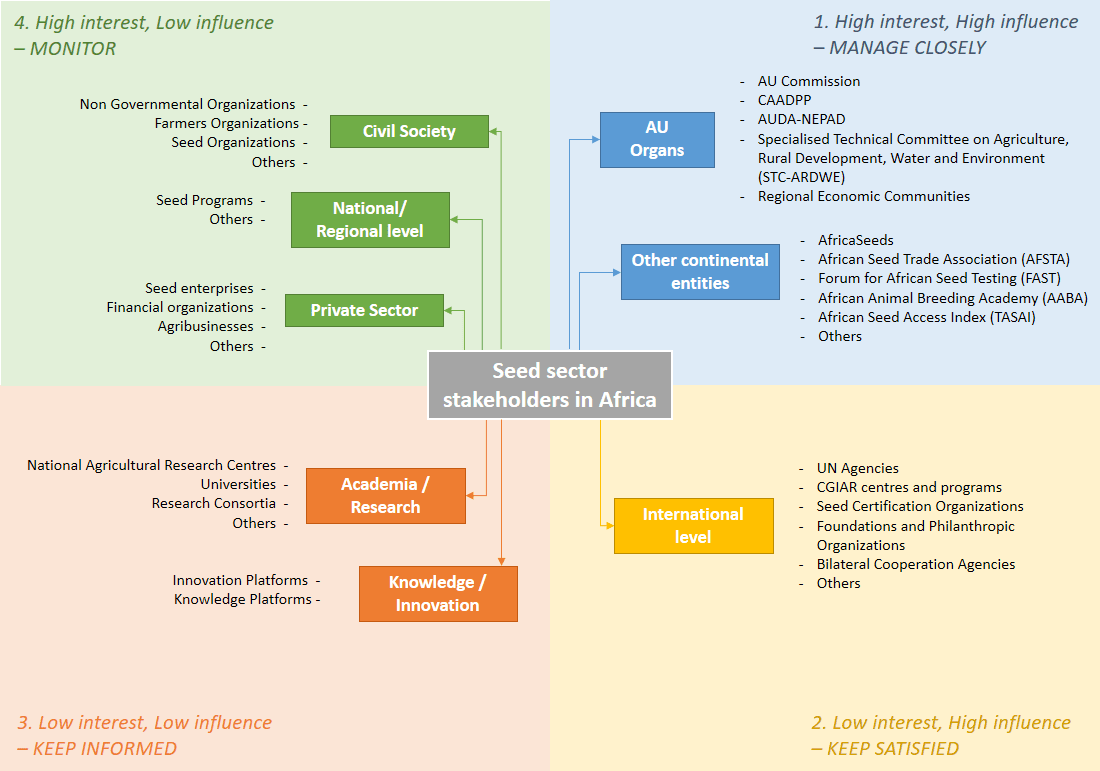 4. High interest, Low influence
– MONITOR
Non Governmental Organizations -
Farmers Organizations -
Seed Organizations -
Others -
Civil Society
Seed Programs -
Others -
National/
Regional level
Seed enterprises -
Financial organizations -
Agribusinesses -
Others -
Private Sector
1. High interest, High influence
– MANAGE CLOSELY
AU
Organs
- AU Commission
- CAADPP
- AUDA-NEPAD
- Specialised Technical Committee on Agriculture,
Rural Development, Water and Environment
(STC-ARDWE)
- Regional Economic Communities
Other continental
entities
- AfricaSeeds
- African Seed Trade Association (AFSTA)
- Forum for African Seed Testing (FAST)
- African Animal Breeding Academy (AABA)
- African Seed Access Index (TASAI)
- Others
Seed sector
stakeholders in Africa
National Agricultural Research Centres -
Universities -
Research Consortia -
Others -
Academia /
Research
Innovation Platforms -
Knowledge Platforms -
Knowledge /
Innovation
3. Low interest, Low influence
– KEEP INFORMED
International
level
- UN Agencies
- CGIAR centres and programs
- Seed Certification Organizations
- Foundations and Philanthropic
Organizations
- Bilateral Cooperation Agencies
- Others
2. Low interest, High influence
– KEEP SATISFIED